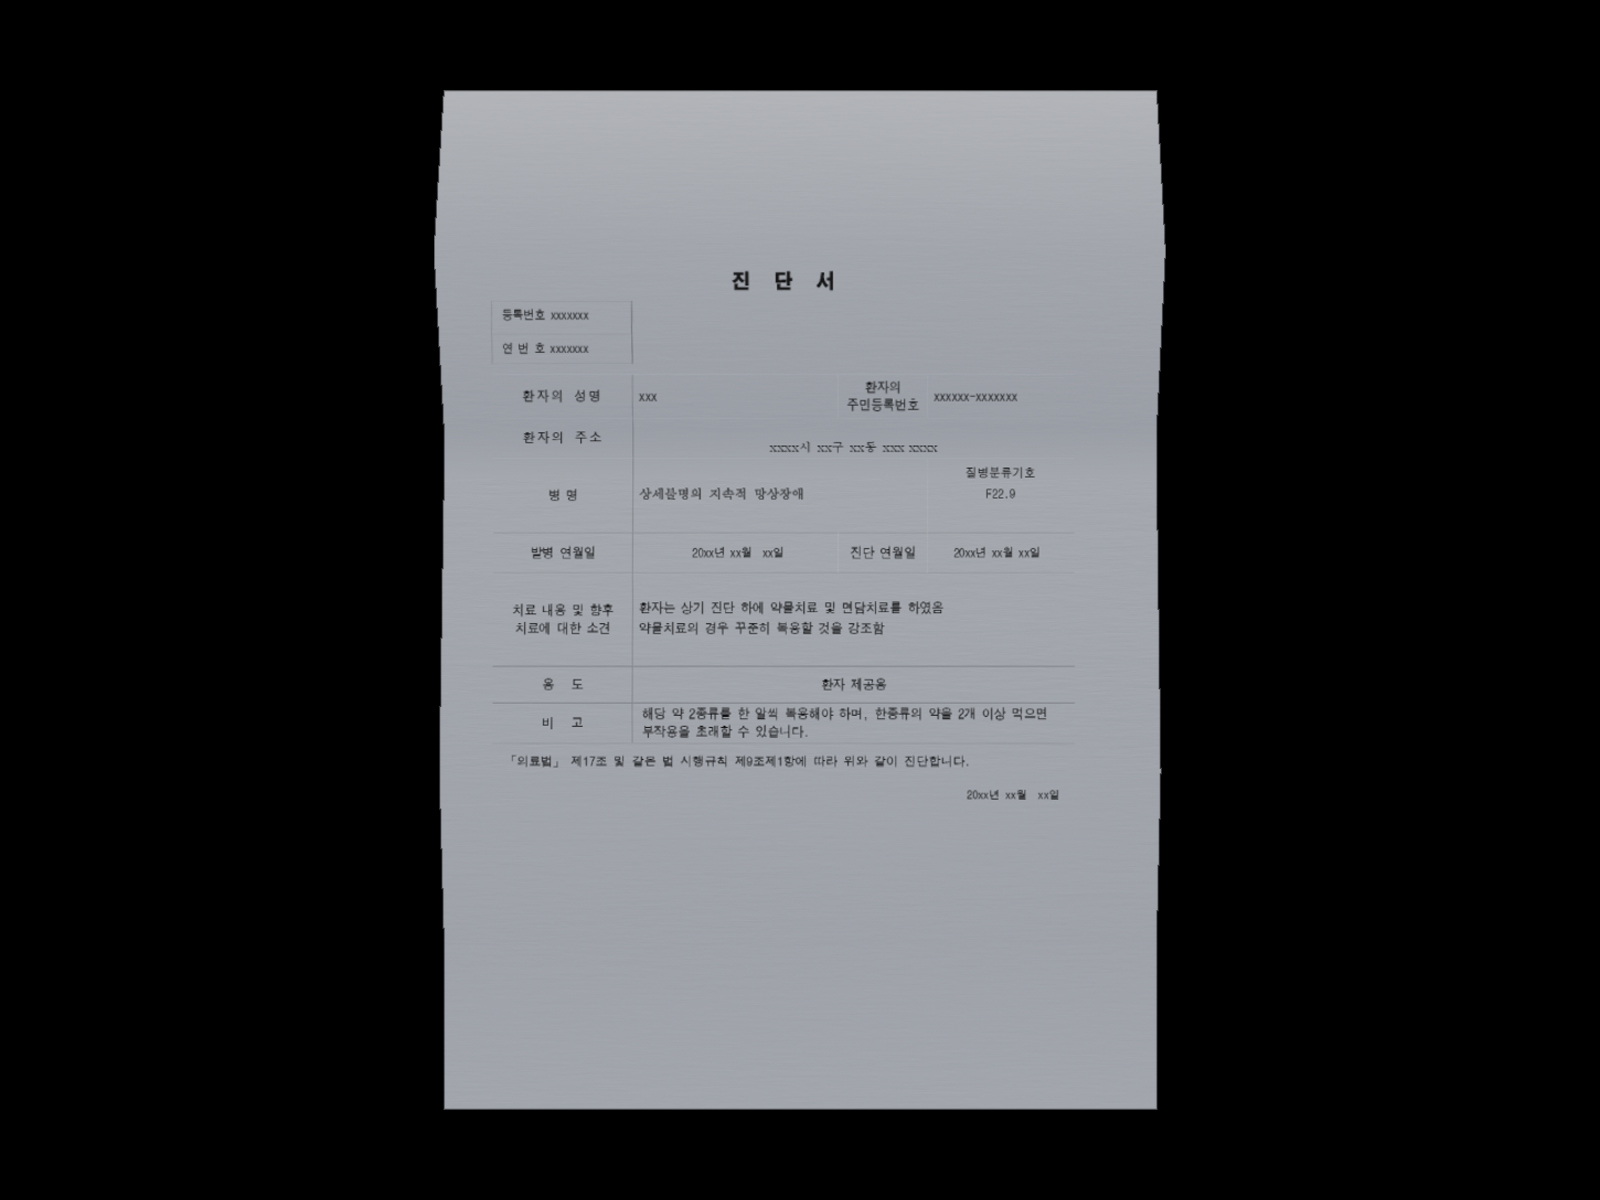 진 단 서
등록번호 xxxxxxx
연 번 호 xxxxxxx
환자의 성명 xxx 환자의 주민등록번호 xxxxxx-xxxxxxx
환자의 주소 xxxx시 xx구 xx동 xxx xxxx
질병분류기호
병 명 상세불명의 지속적 망상장애 F22.9
발병 연월일 20xx년 xx월 xx일 진단 연월일 20xx년 xx월 xx일
치료 내용 및 향후
치료에 대한 소견
환자는 상기 진단 하에 약물치료 및 면담치료를 하였음
약물치료의 경우 꾸준히 복용할 것을 강조함
용 도 환자 제공용
비 고
해당 약 2종류를 한 알씩 복용해야 하며, 한종류의 약을 2개 이상 먹으면
부작용을 초래할 수 있습니다.
「의료법」 제17조 및 같은 법 시행규칙 제9조제1항에 따라 위와 같이 진단합니다.
20xx년 xx월 xx일